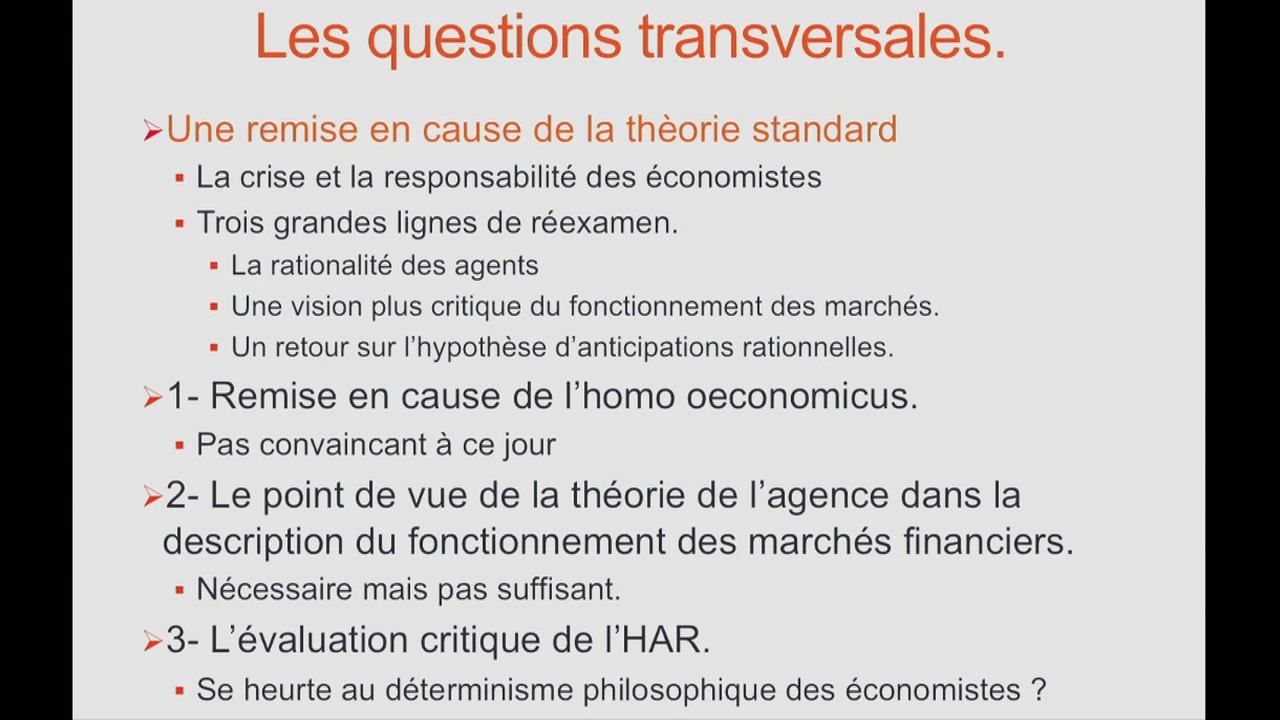 Les questions transversales.
Une remise en cause de la thèorie standard
La crise et la responsabilité des économistes
Trois grandes lignes de réexamen.
La rationalité des agents
Une vision plus critique du fonctionnement des marchés.
Un retour sur l’hypothèse d’anticipations rationnelles.
1- Remise en cause de l’homo oeconomicus.
Pas convaincant à ce jour
2- Le point de vue de la théorie de l’agence dans la
description du fonctionnement des marchés financiers.
Nécessaire mais pas suffisant.
3- L’évaluation critique de l’HAR.
Se heurte au déterminisme philosophique des économistes ?